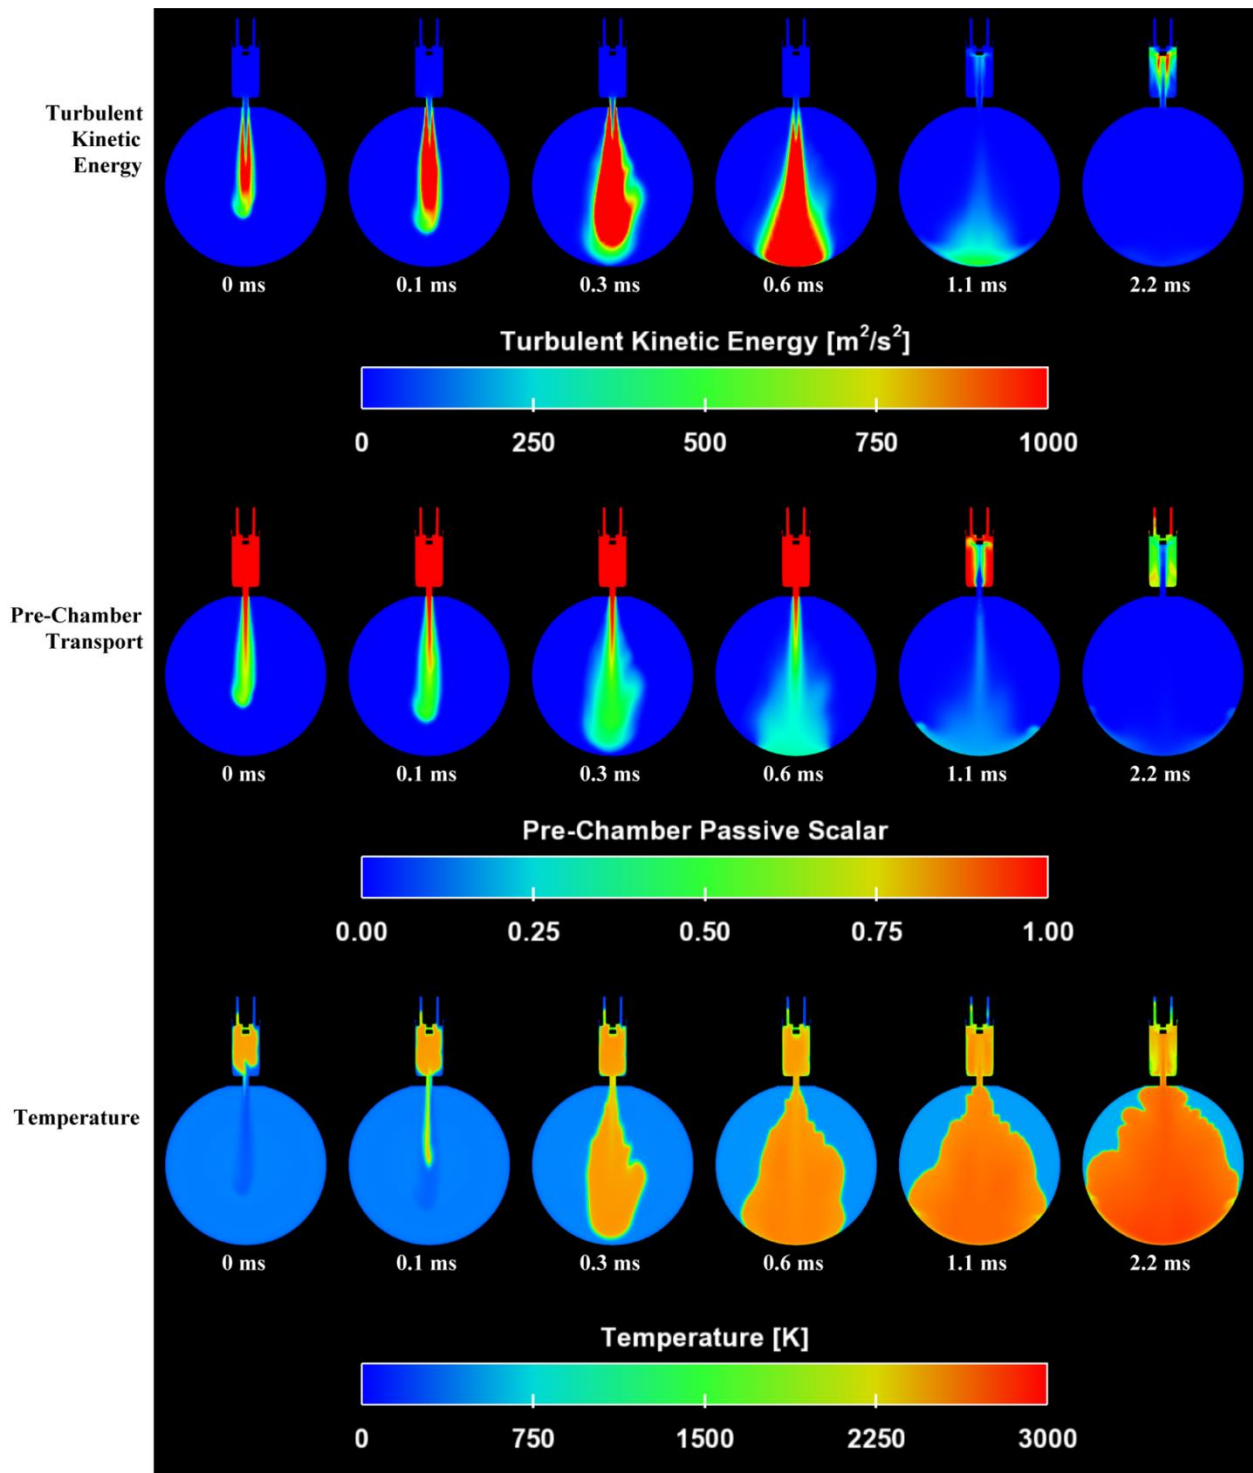 Turbulent
Kinetic
Energy
0 ms 0.1 ms 0.3 ms 0.6 ms 1.1 ms 2.2 ms
Turbulent Kinetic Energy [m²/s²]
0 250 500 750 1000
Pre-Chamber
Transport
0 ms 0.1 ms 0.3 ms 0.6 ms 1.1 ms 2.2 ms
Pre-Chamber Passive Scalar
0.00 0.25 0.50 0.75 1.00
Temperature
0 ms 0.1 ms 0.3 ms 0.6 ms 1.1 ms 2.2 ms
Temperature [K]
0 750 1500 2250 3000